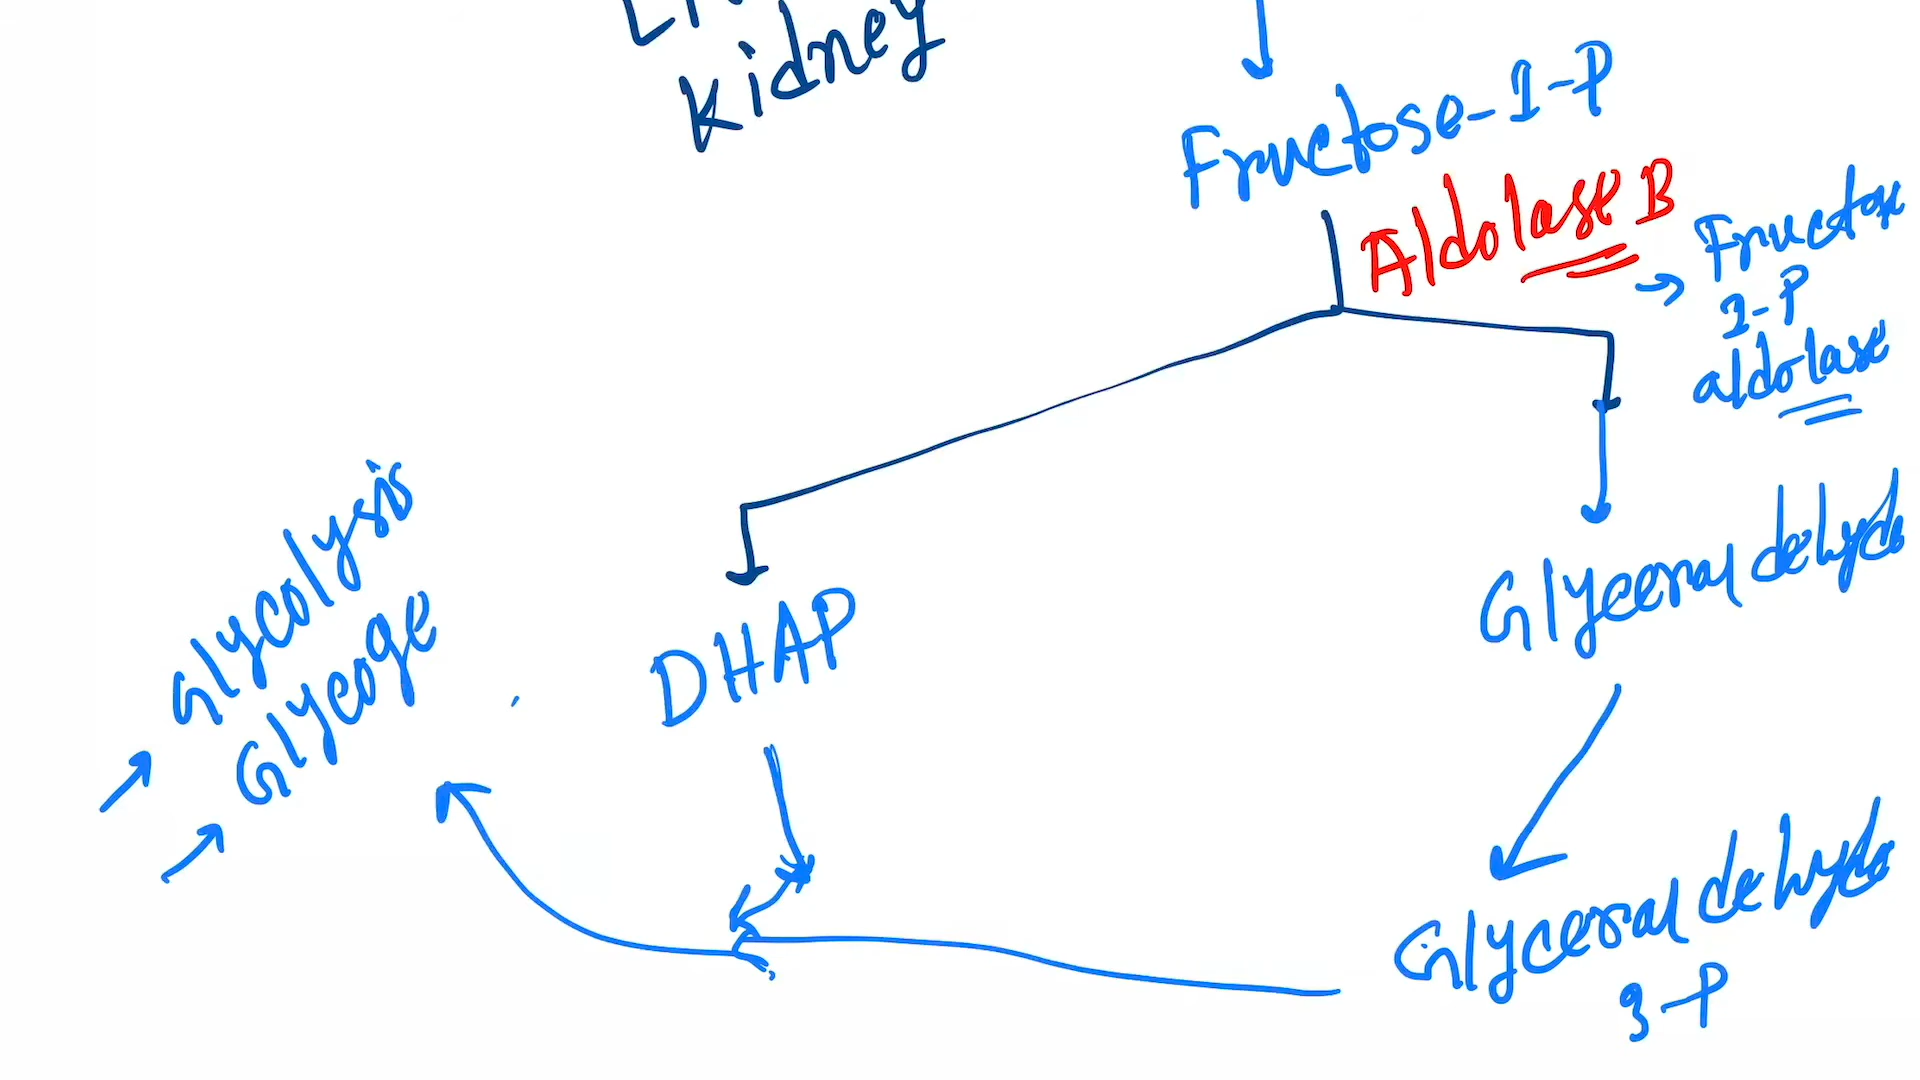 kidney
Fructose-1-P
Aldolase B
→ Fructose
1-P
aldolase
Glyceraldehyde
DHAP
→ Glycolysis
→ Glycoge
Glyceraldehyde
3-P